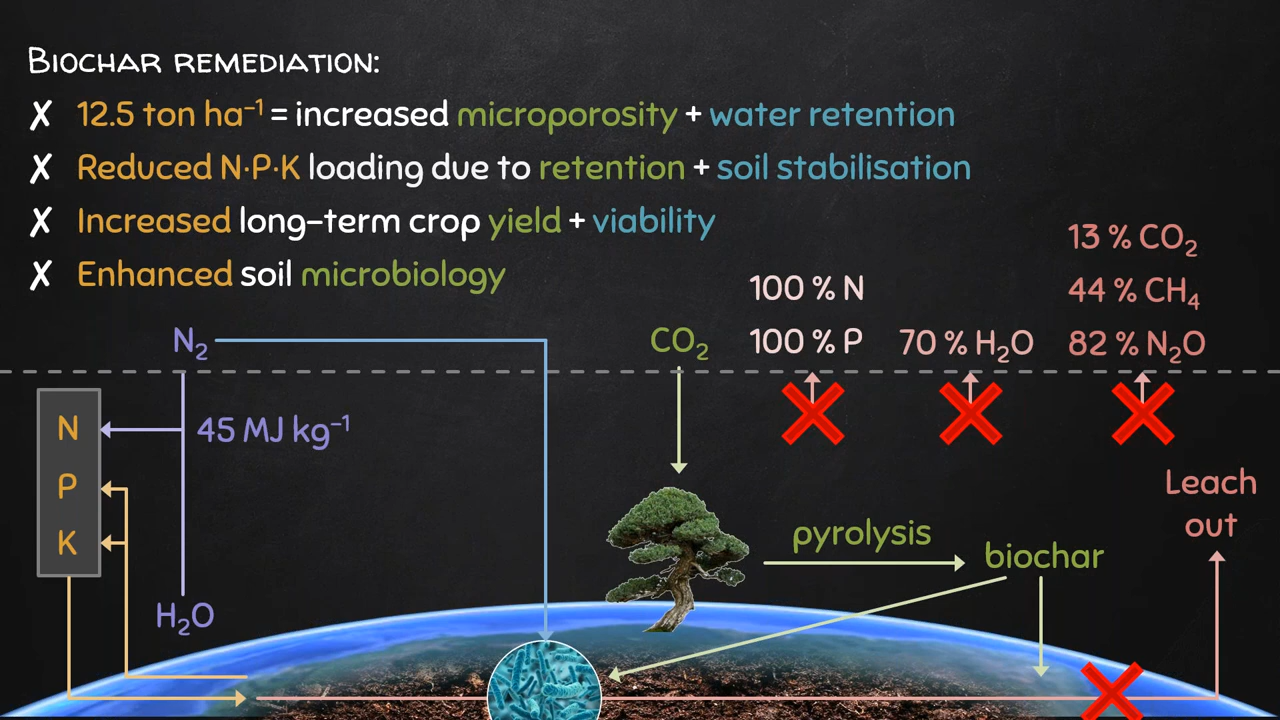 Biochar remediation:
✗ 12.5 ton ha⁻¹ = increased microporosity + water retention
✗ Reduced N·P·K loading due to retention + soil stabilisation
✗ Increased long-term crop yield + viability
✗ Enhanced soil microbiology
13 % CO₂
44 % CH₄
82 % N₂O
100 % N
100 % P
70 % H₂O
N₂
CO₂
N
P
K
45 MJ kg⁻¹
H₂O
pyrolysis
biochar
Leach
out